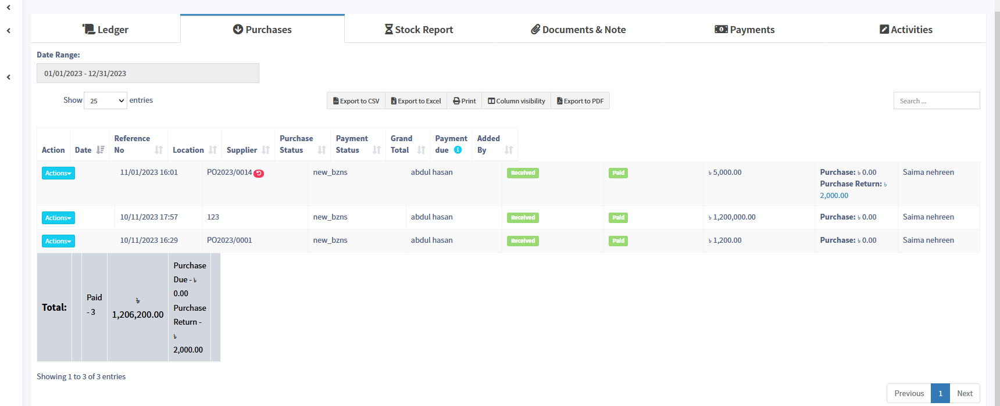 Ledger
Purchases
Stock Report
Documents & Note
Payments
Activities
Date Range:
01/01/2023 - 12/31/2023
Show 25 entries
Export to CSV
Export to Excel
Print
Column visibility
Export to PDF
Search ...
Action
Date
Reference No
Location
Supplier
Purchase Status
Payment Status
Grand Total
Payment due
Added By
Actions 11/01/2023 16:01 PO2023/0014 new_bzns abdul hasan Received Paid ৳ 5,000.00 Purchase: ৳ 0.00 Saima nehreen
Purchase Return: ৳
2,000.00
Actions 10/11/2023 17:57 123 new_bzns abdul hasan Received Paid ৳ 1,200,000.00 Purchase: ৳ 0.00 Saima nehreen
Actions 10/11/2023 16:29 PO2023/0001 new_bzns abdul hasan Received Paid ৳ 1,200.00 Purchase: ৳ 0.00 Saima nehreen
Total:
Paid
- 3
৳
1,206,200.00
Purchase
Due - ৳
0.00
Purchase
Return -
৳
2,000.00
Showing 1 to 3 of 3 entries
Previous 1 Next